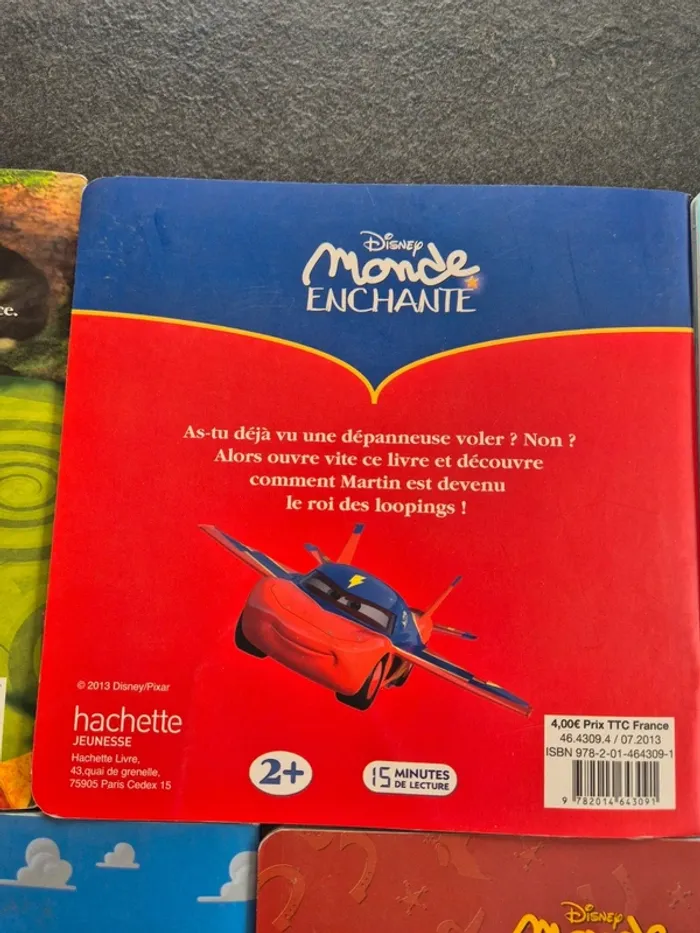 ce.
Disney
Monde
ENCHANTE
As-tu déjà vu une dépanneuse voler ? Non ?
Alors ouvre vite ce livre et découvre
comment Martin est devenu
le roi des loopings !
© 2013 Disney/Pixar
hachette
JEUNESSE
Hachette Livre,
43,quai de grenelle,
75905 Paris Cedex 15
2+
15 MINUTES
DE LECTURE
4,00€ Prix TTC France
46.4309.4 / 07.2013
ISBN 978-2-01-464309-1
9 782014 643091
Disney
Monde